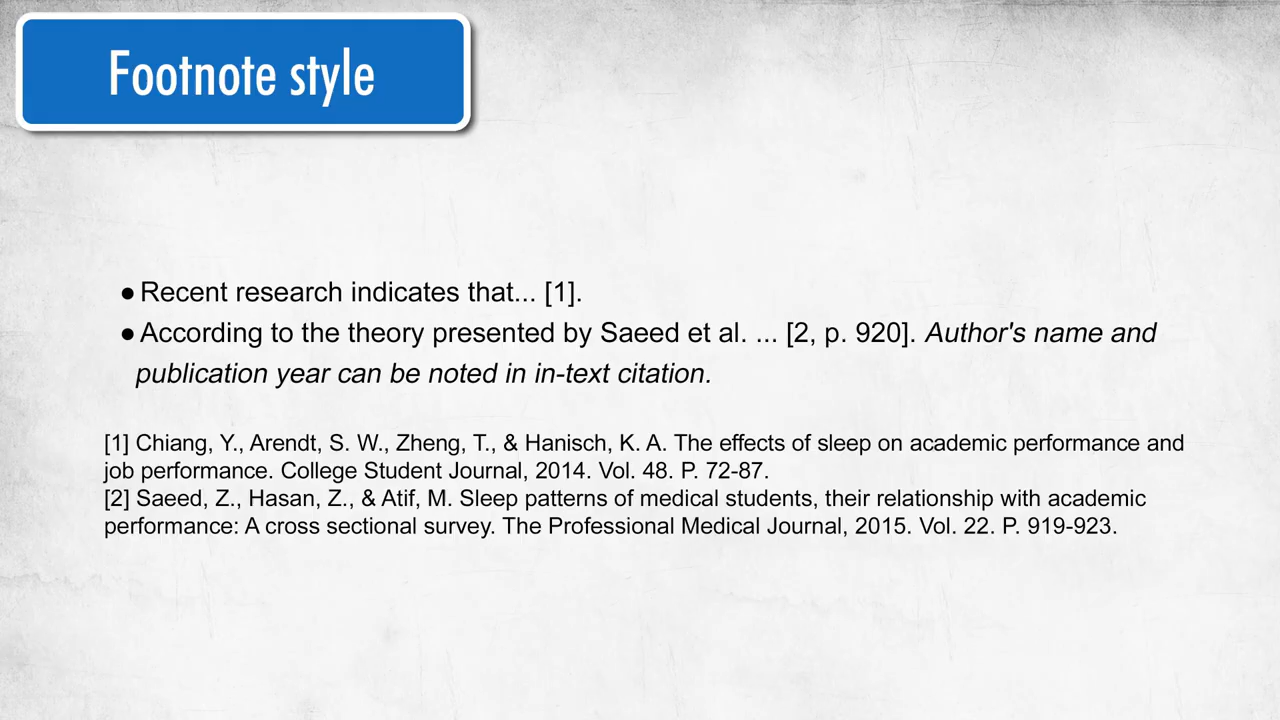 Footnote style
● Recent research indicates that... [1].
● According to the theory presented by Saeed et al. ... [2, p. 920]. Author's name and
publication year can be noted in in-text citation.
[1] Chiang, Y., Arendt, S. W., Zheng, T., & Hanisch, K. A. The effects of sleep on academic performance and
job performance. College Student Journal, 2014. Vol. 48. P. 72-87.
[2] Saeed, Z., Hasan, Z., & Atif, M. Sleep patterns of medical students, their relationship with academic
performance: A cross sectional survey. The Professional Medical Journal, 2015. Vol. 22. P. 919-923.